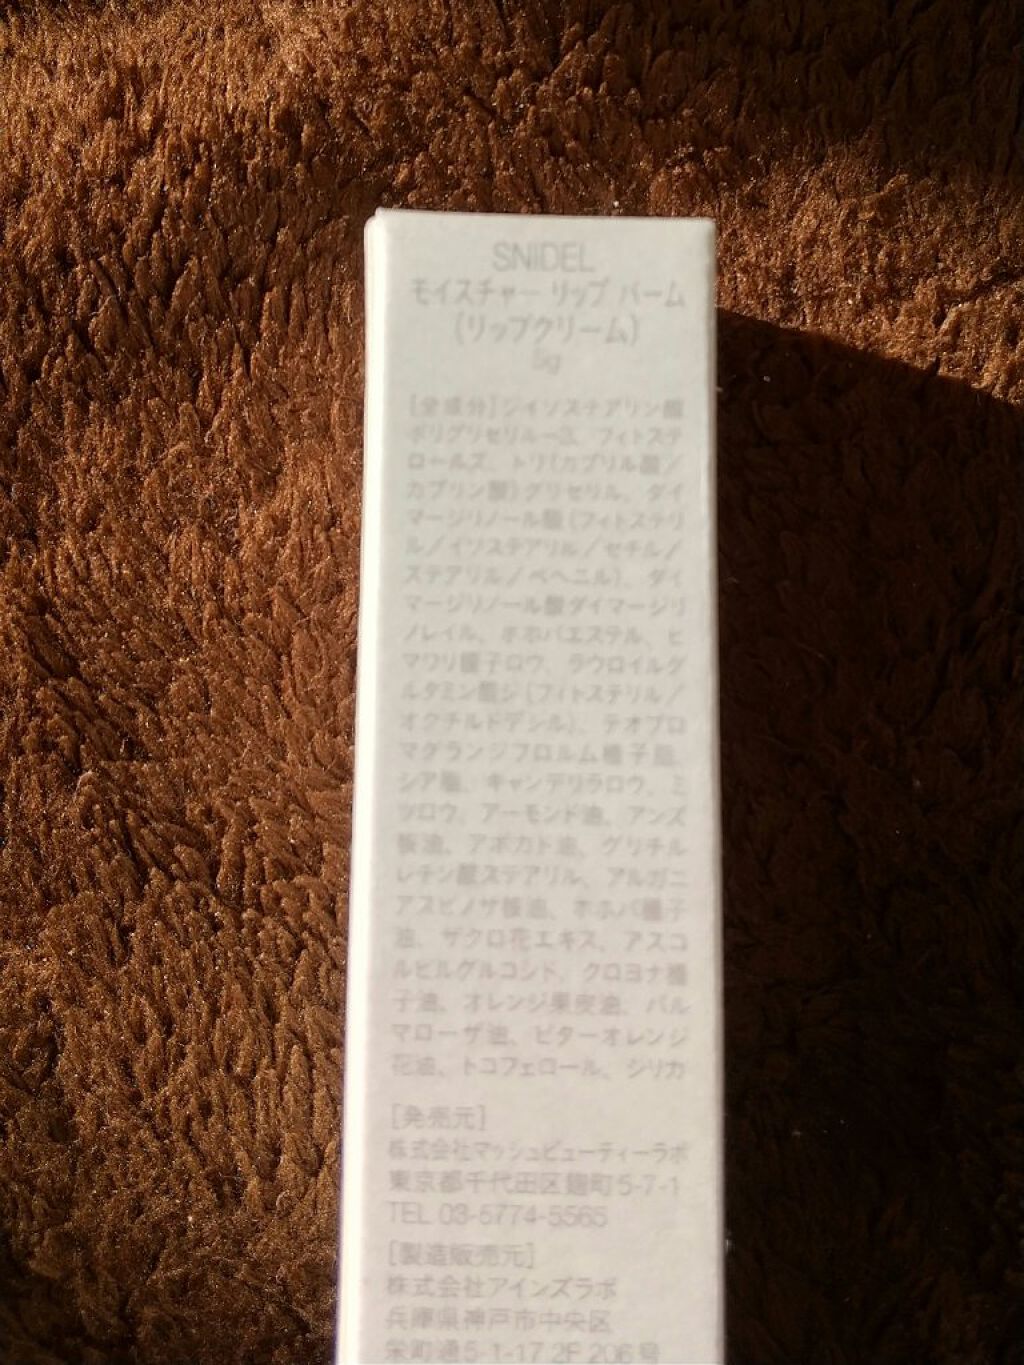 SNIDEL
モイスチャー リップ バーム
(リップクリーム)
5g
[全成分]ジイソステアリン酸
ポリグリセリル-3、フィトステ
ロールズ、トリ(カプリル酸/
カプリン酸)グリセリル、ダイ
マージリノール酸(フィトステリ
ル/イソステアリル/セチル/
ステアリル/ベヘニル)、ダイ
マージリノール酸ダイマージリ
ノレイル、ホホバエステル、ヒ
マワリ種子ロウ、ラウロイルグ
ルタミン酸ジ(フィトステリル/
オクチルドデシル)、テオブロ
マグランジフロルム種子脂、
シア脂、キャンデリラロウ、ミ
ツロウ、アーモンド油、アンズ
核油、アボカド油、グリチル
レチン酸ステアリル、アルガニ
アスピノサ核油、ホホバ種子
油、ザクロ花エキス、アスコ
ルビルグルコシド、クロヨナ種
子油、オレンジ果皮油、パル
マローザ油、ビターオレンジ
花油、トコフェロール、シリカ
[発売元]
株式会社マッシュビューティーラボ
東京都千代田区麹町5-7-1
TEL 03-5774-5565
[製造販売元]
株式会社アインズラボ
兵庫県神戸市中央区
栄町通5-1-17 2F 206号